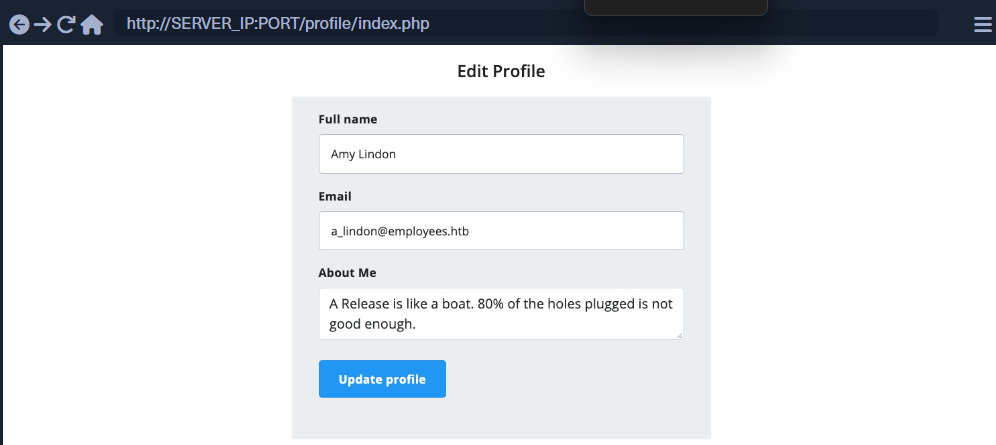 http://SERVER_IP:PORT/profile/index.php
Edit Profile
Full name
Amy Lindon
Email
a_lindon@employees.htb
About Me
A Release is like a boat. 80% of the holes plugged is not
good enough.
Update profile